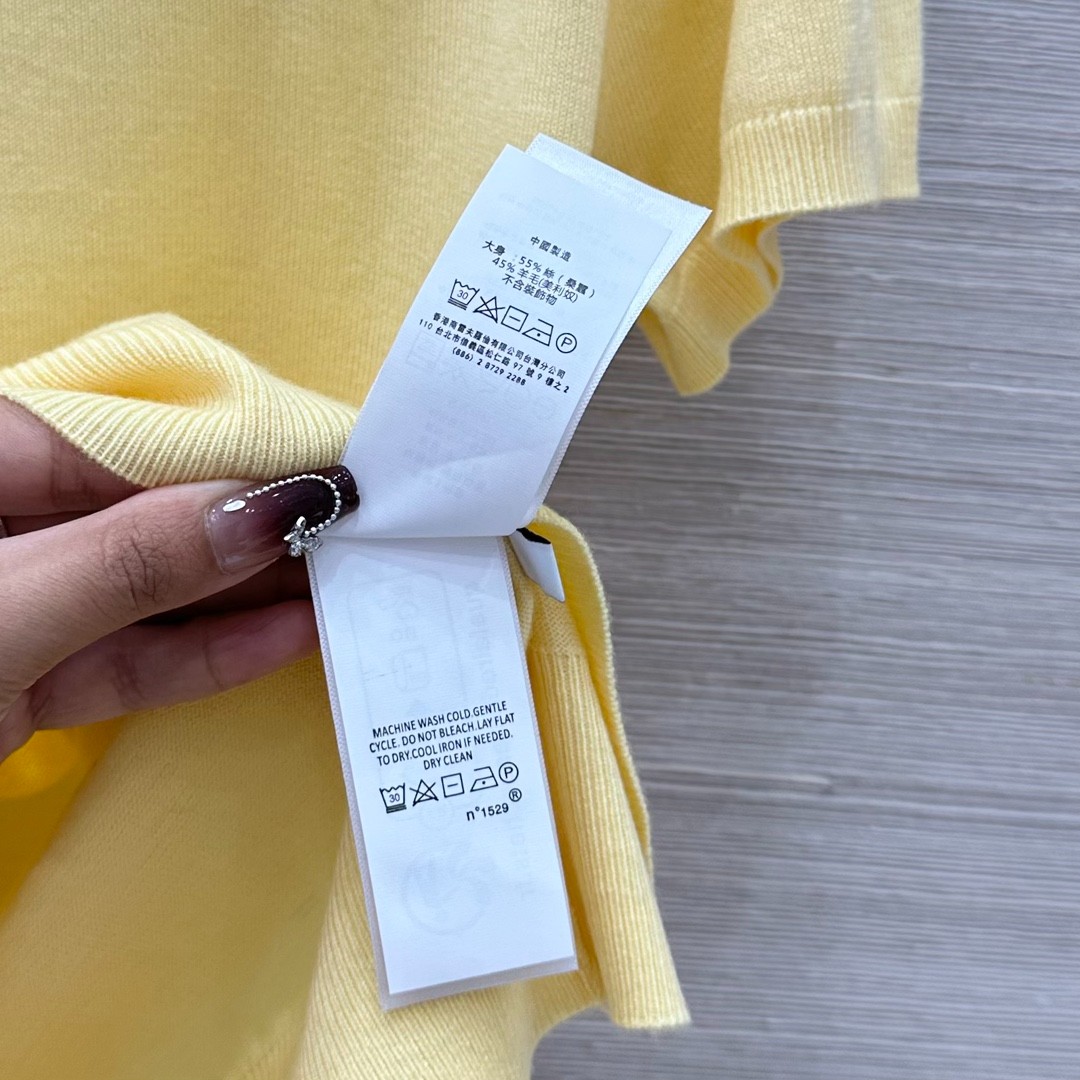 中國製造
大身 : 55% 絲 ( 桑蠶 )
45% 羊毛(美利奴)
不含裝飾物
30 P
香港商雷夫羅倫有限公司台灣分公司
110 台北市信義區松仁路 97 號 9 樓之 2
(886) 2 8729 2288
MACHINE WASH COLD.GENTLE
CYCLE. DO NOT BLEACH.LAY FLAT
TO DRY.COOL IRON IF NEEDED.
DRY CLEAN
30 P
n°1529 ®